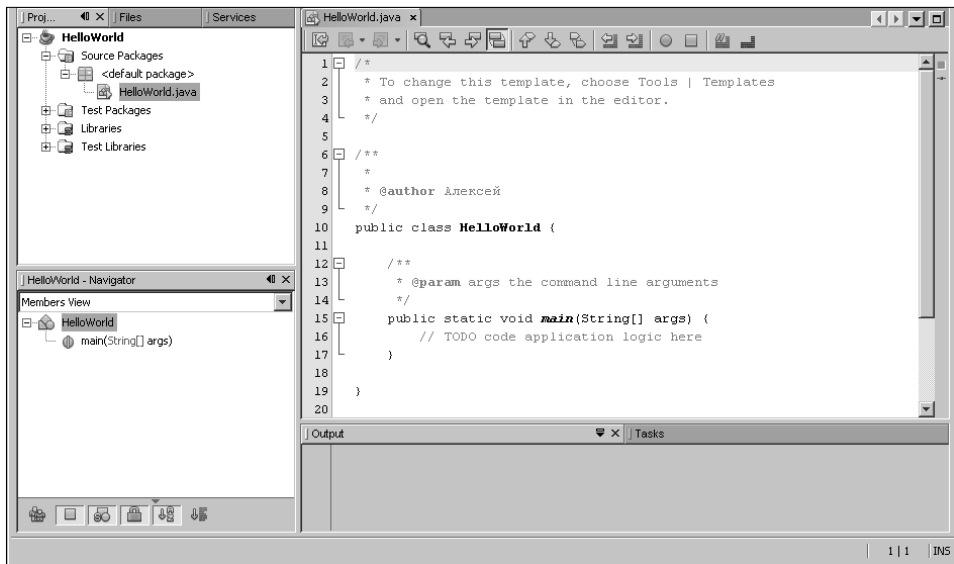 Proj...
Files
Services
HelloWorld
Source Packages
<default package>
HelloWorld.java
Test Packages
Libraries
Test Libraries
HelloWorld - Navigator
Members View
HelloWorld
main(String[] args)
HelloWorld.java
1 /*
2 * To change this template, choose Tools | Templates
3 * and open the template in the editor.
4 */
5
6 /**
7 *
8 * @author Алексей
9 */
10 public class HelloWorld {
11
12 /**
13 * @param args the command line arguments
14 */
15 public static void main(String[] args) {
16 // TODO code application logic here
17 }
18
19 }
20
Output
Tasks
1 | 1
INS